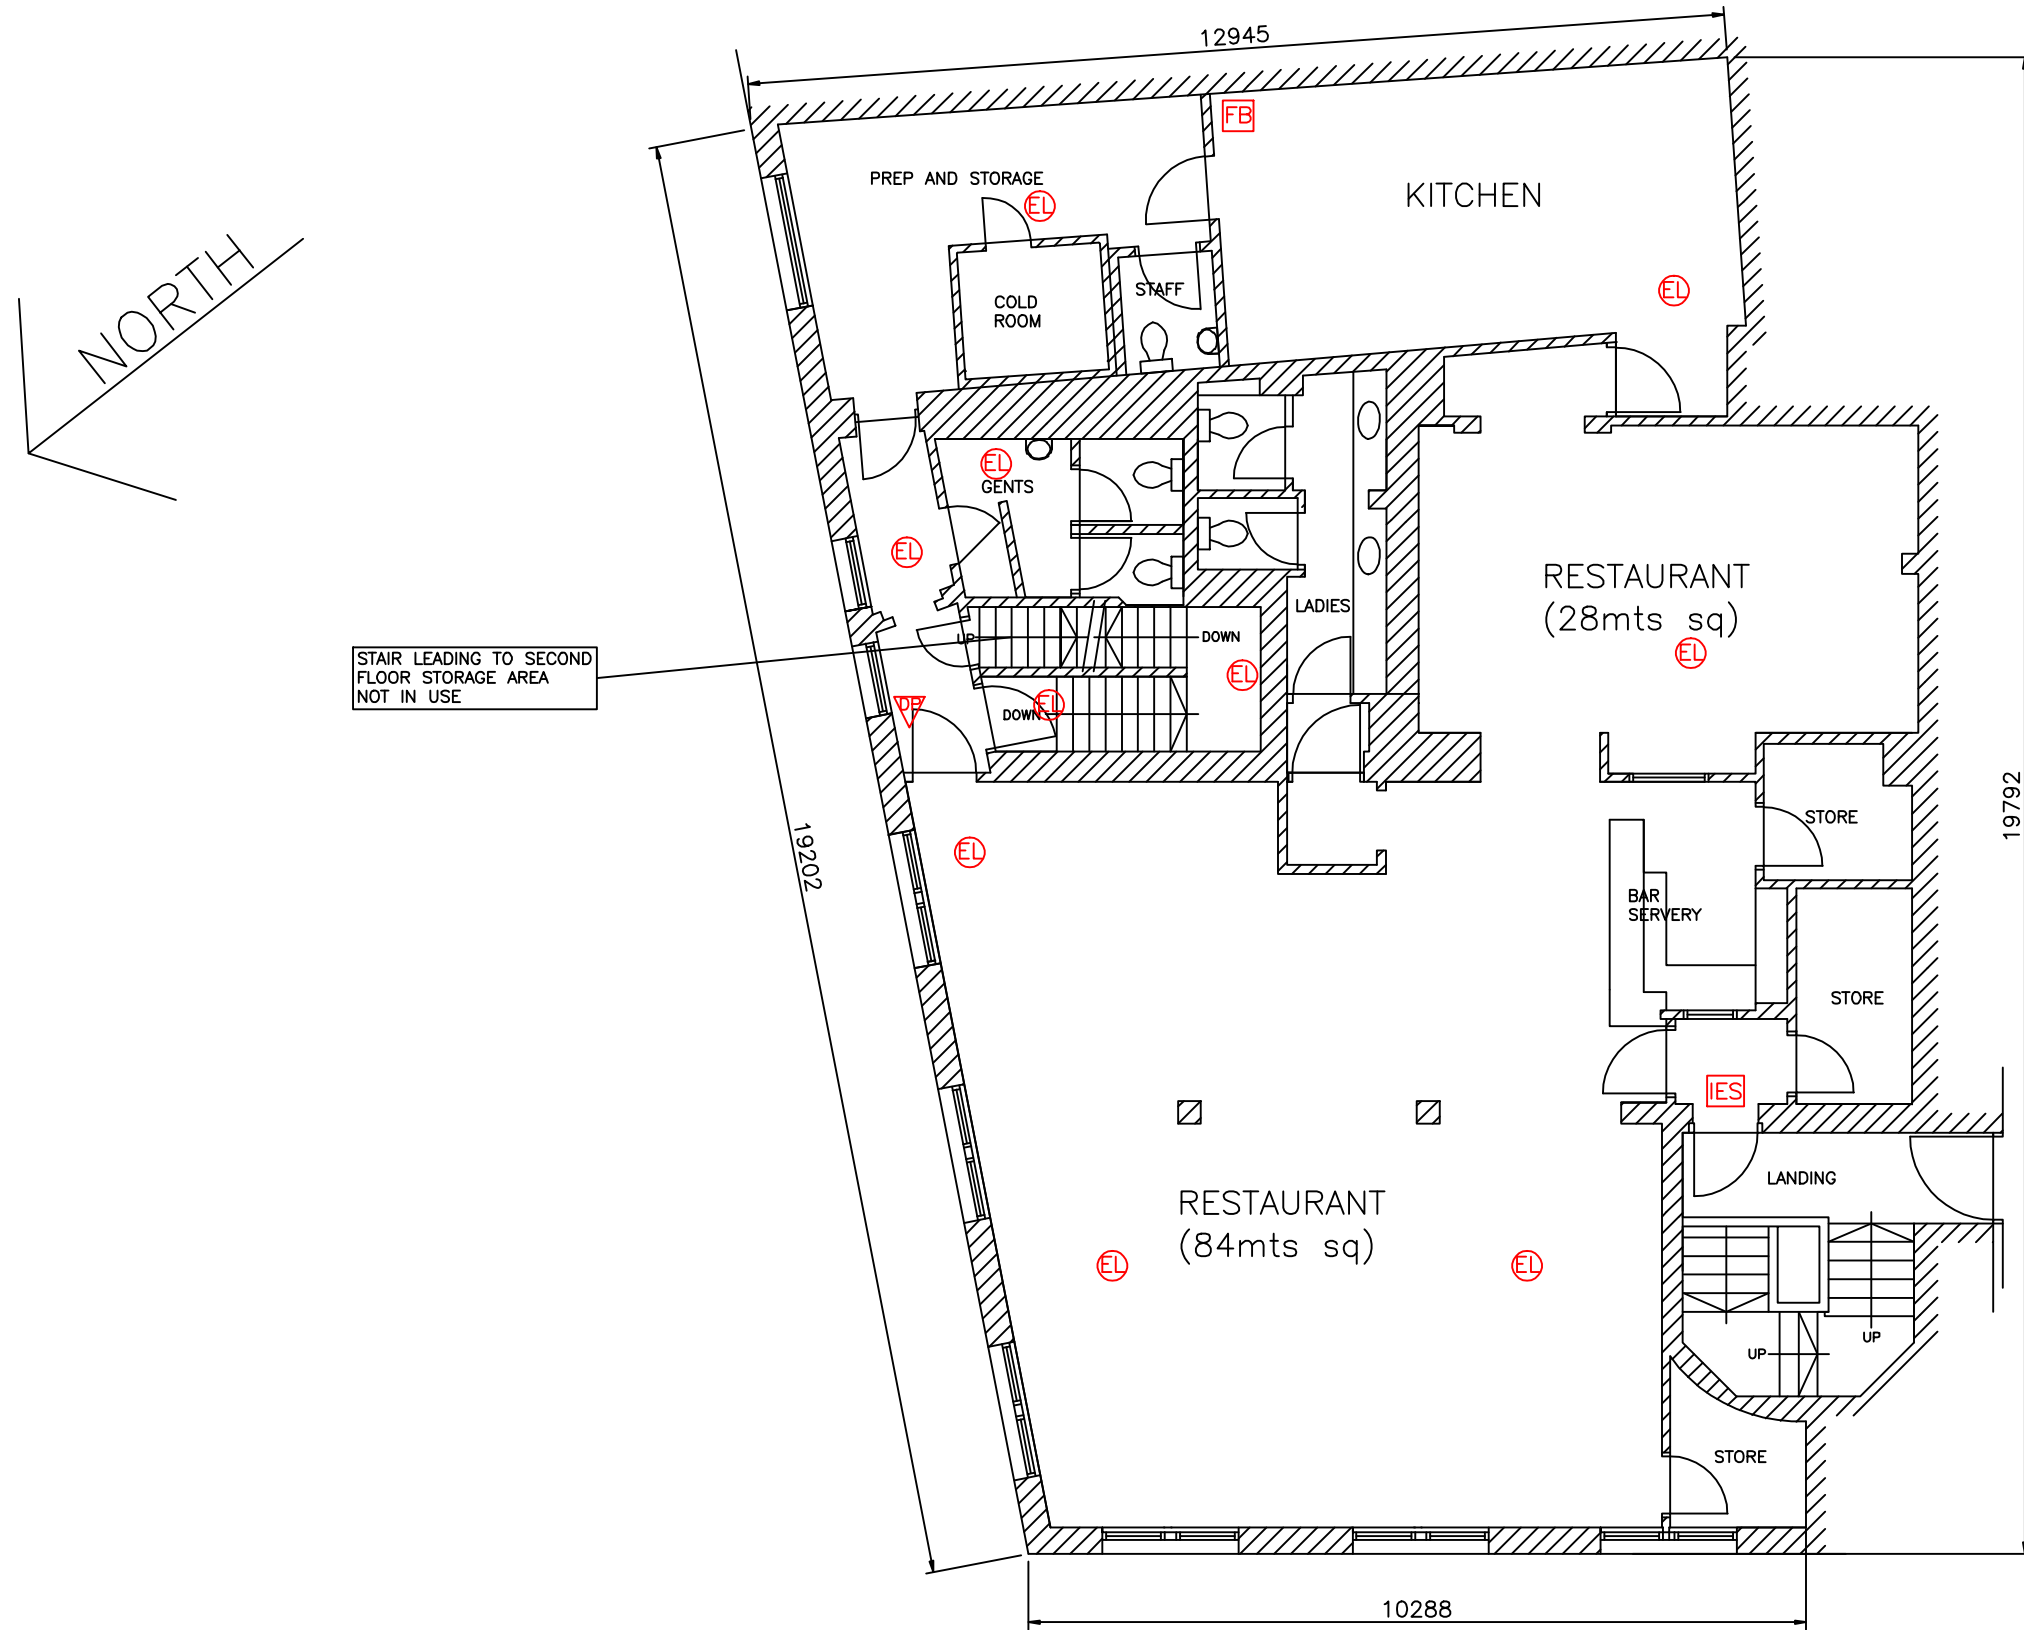 12945
FB
PREP AND STORAGE
EL
KITCHEN
NORTH
COLD
ROOM
STAFF
EL
EL
GENTS
EL
RESTAURANT
(28mts sq)
EL
LADIES
UP
DOWN
STAIR LEADING TO SECOND
FLOOR STORAGE AREA
NOT IN USE
EL
DP
DOWN
EL
19792
STORE
19202
EL
BAR
SERVERY
STORE
IES
LANDING
RESTAURANT
(84mts sq)
EL
EL
UP
UP
STORE
10288